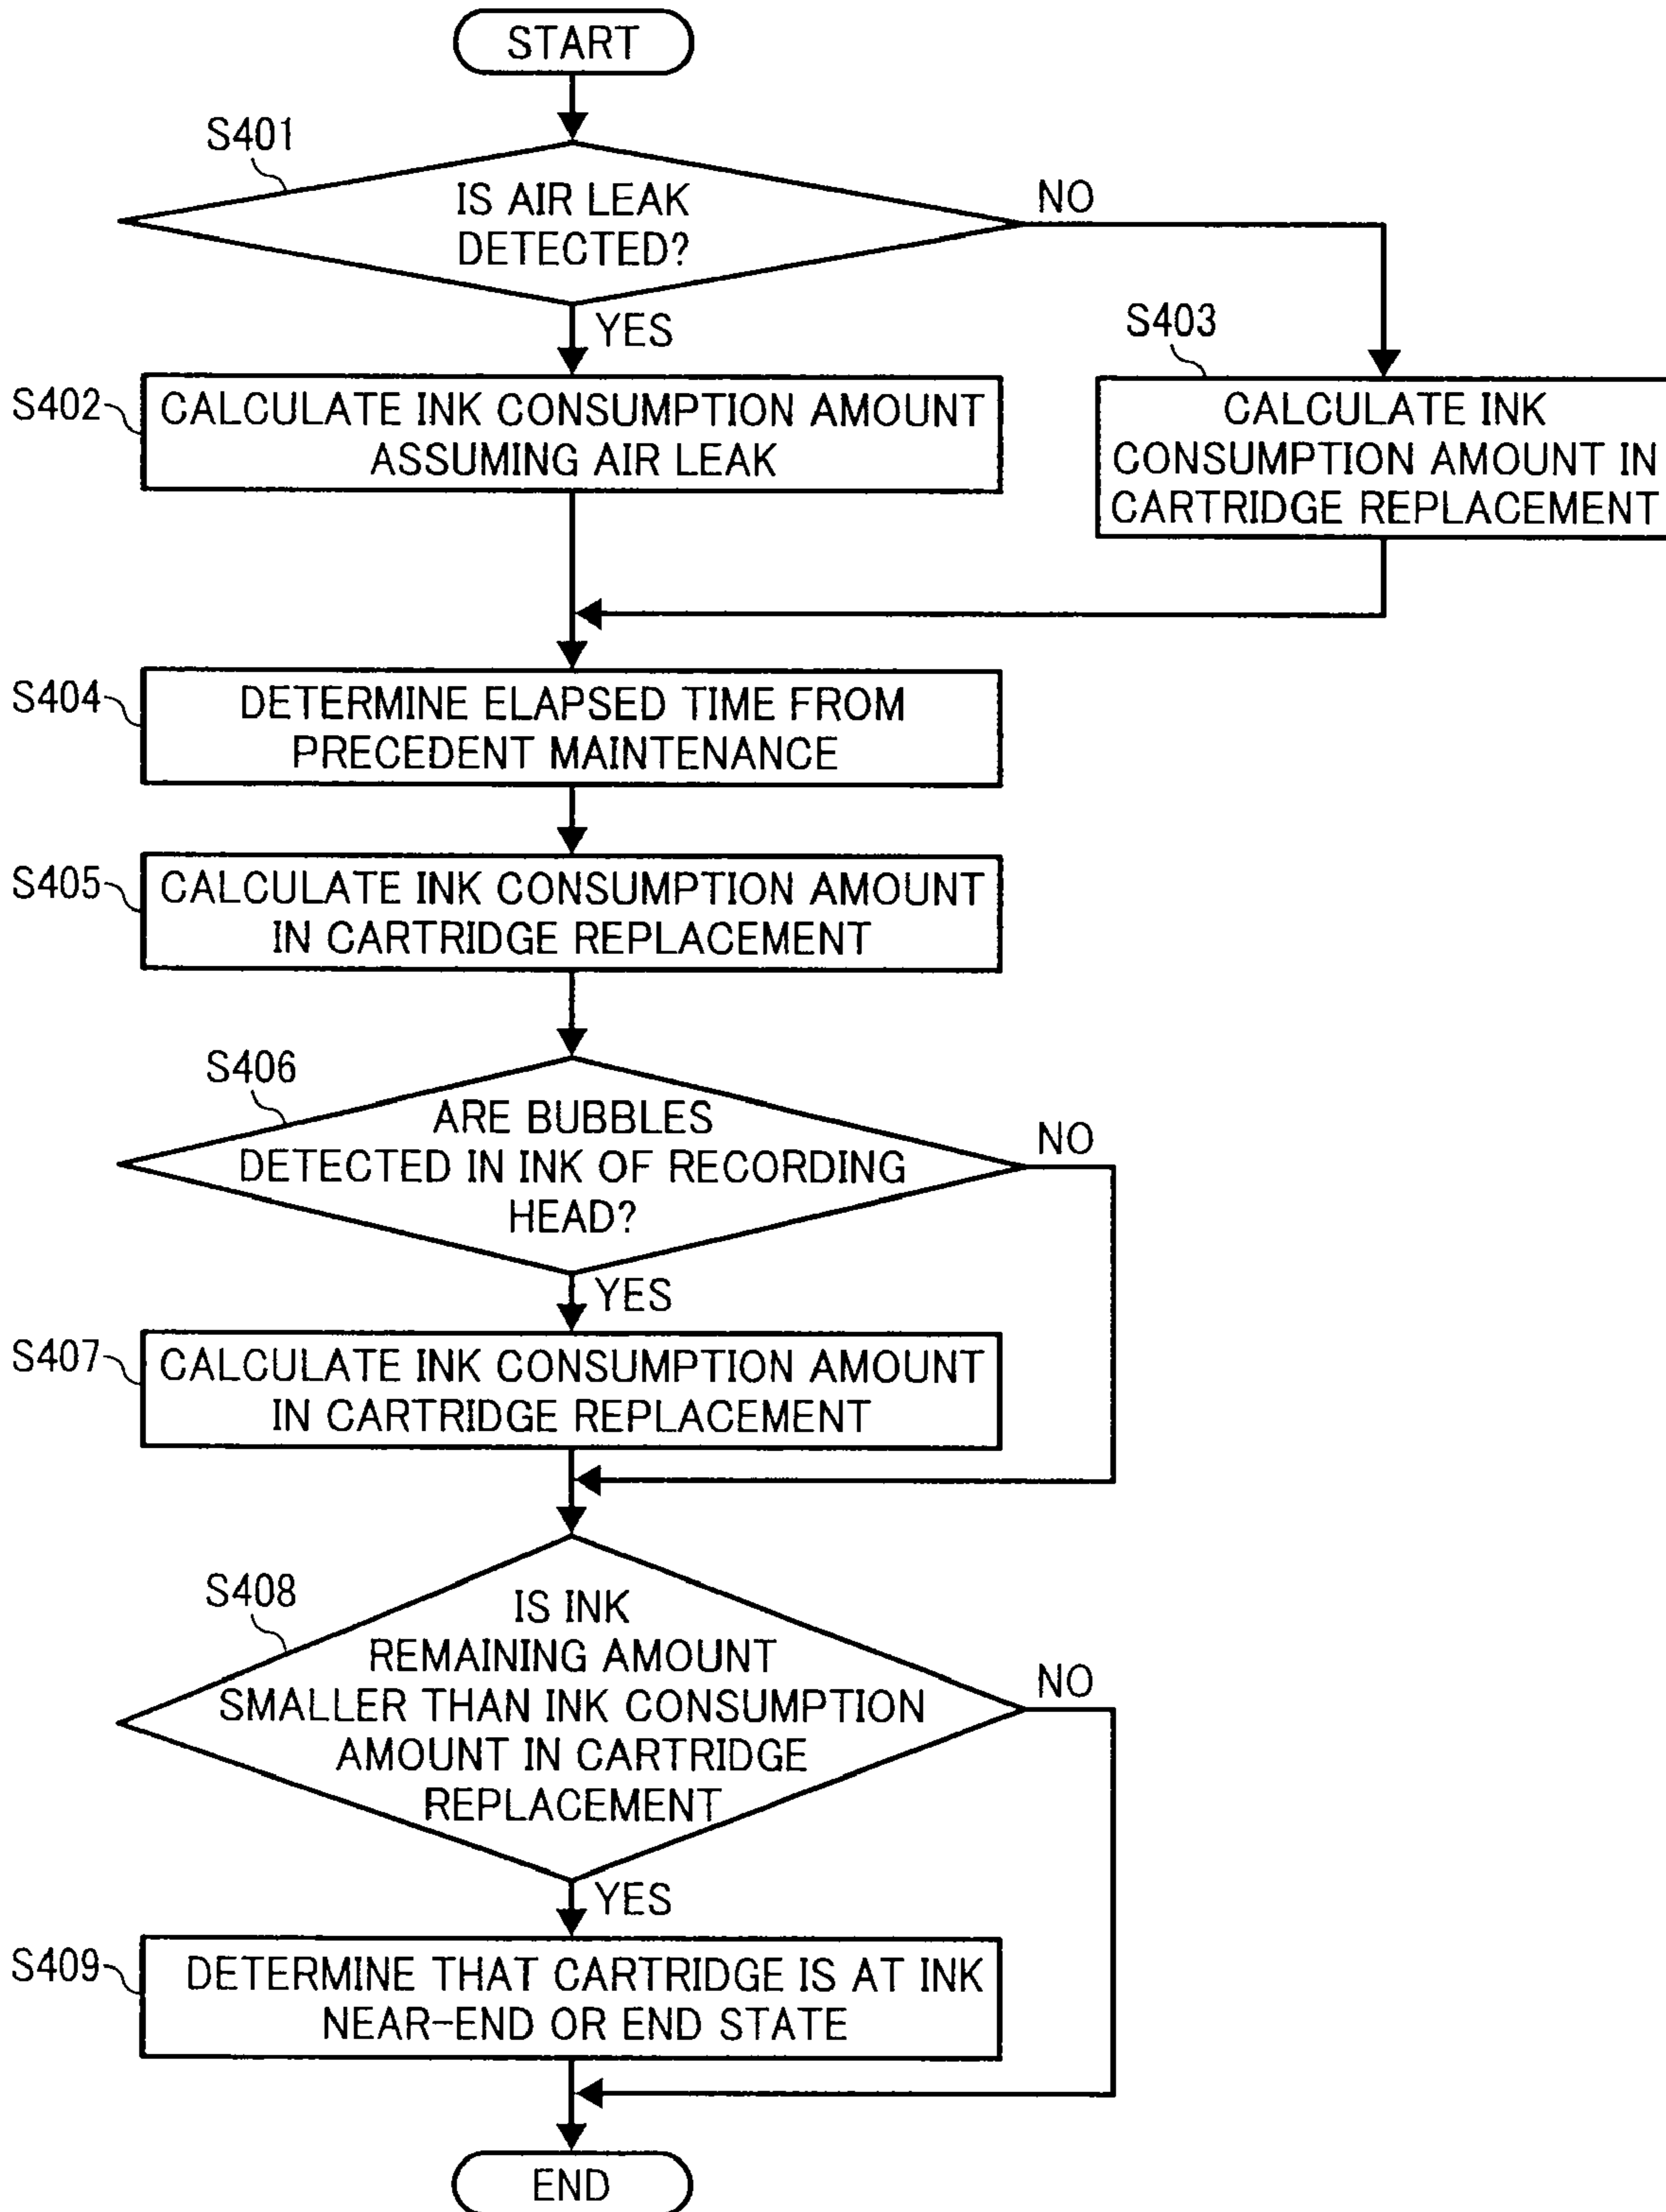 START
S401
IS AIR LEAK
DETECTED?
NO
YES
S402
CALCULATE INK CONSUMPTION AMOUNT
ASSUMING AIR LEAK
S403
CALCULATE INK
CONSUMPTION AMOUNT IN
CARTRIDGE REPLACEMENT
S404
DETERMINE ELAPSED TIME FROM
PRECEDENT MAINTENANCE
S405
CALCULATE INK CONSUMPTION AMOUNT
IN CARTRIDGE REPLACEMENT
S406
ARE BUBBLES
DETECTED IN INK OF RECORDING
HEAD?
NO
YES
S407
CALCULATE INK CONSUMPTION AMOUNT
IN CARTRIDGE REPLACEMENT
S408
IS INK
REMAINING AMOUNT
SMALLER THAN INK CONSUMPTION
AMOUNT IN CARTRIDGE
REPLACEMENT
NO
YES
S409
DETERMINE THAT CARTRIDGE IS AT INK
NEAR-END OR END STATE
END